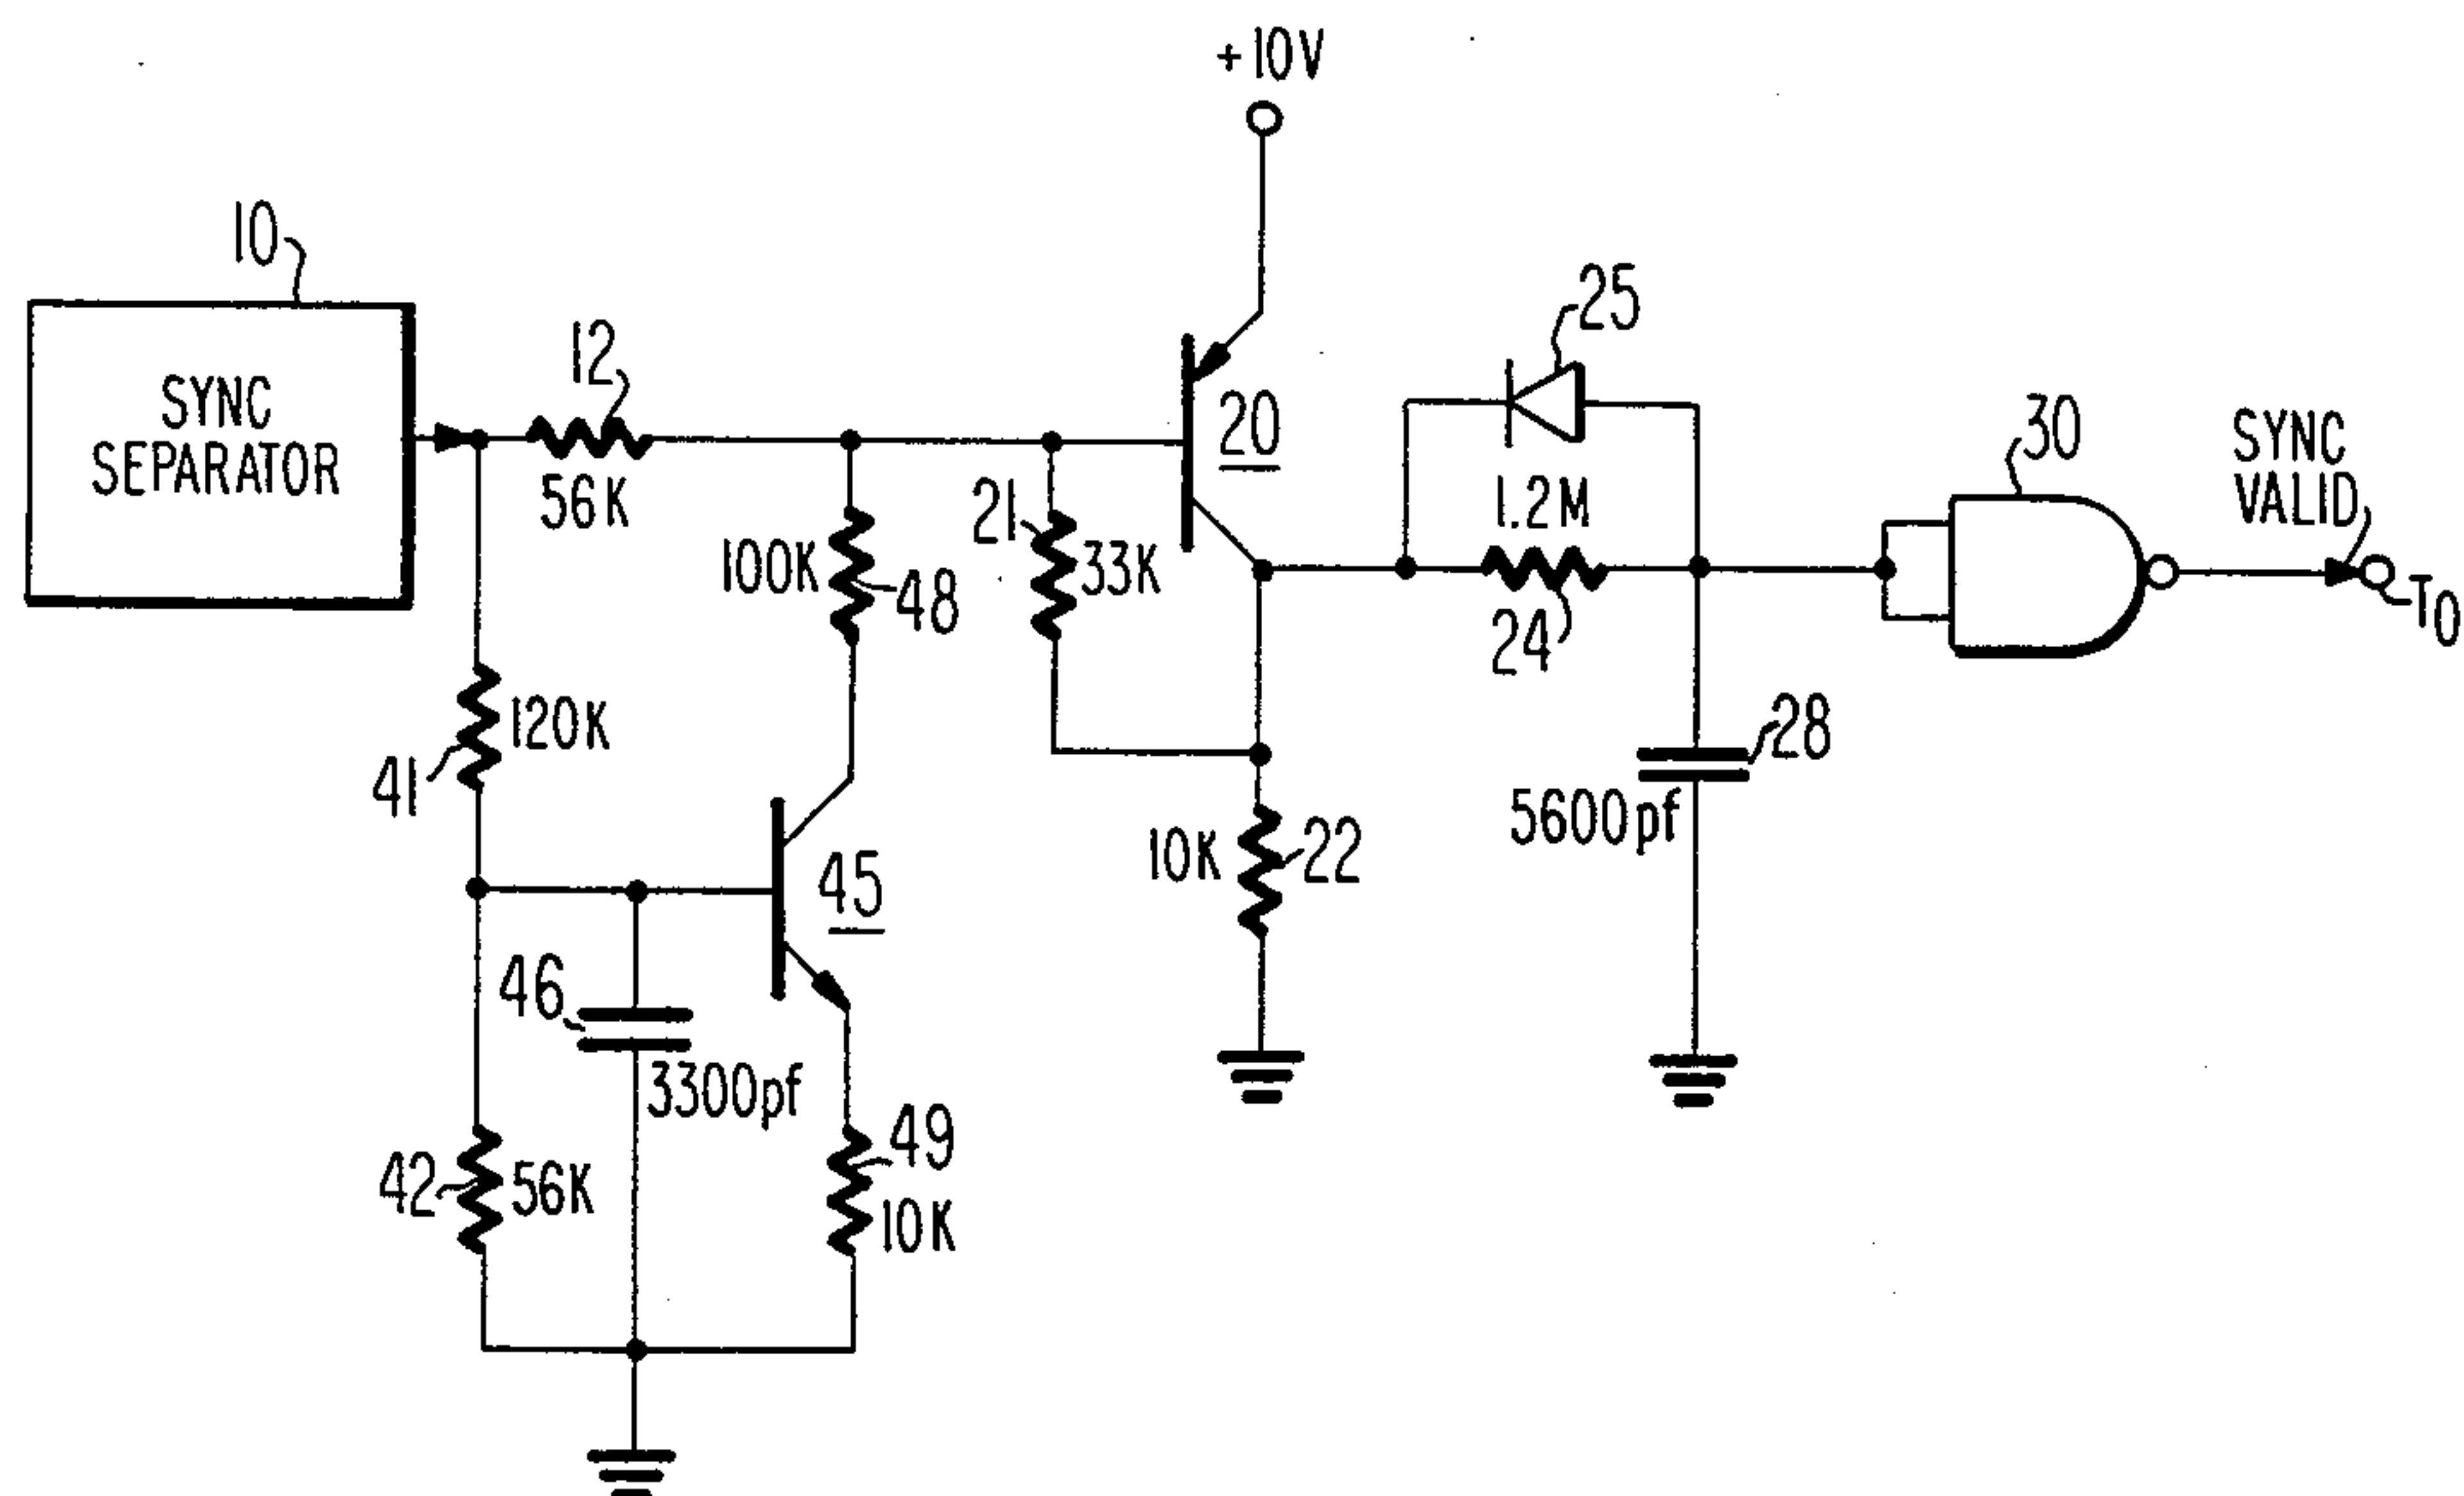 +10V
10
SYNC
SEPARATOR
12
56K
20
25
30
SYNC
VALID
1.2M
24
T0
100K
48
21
33K
120K
41
28
5600pf
10K
22
45
46
3300pf
49
10K
42
56K